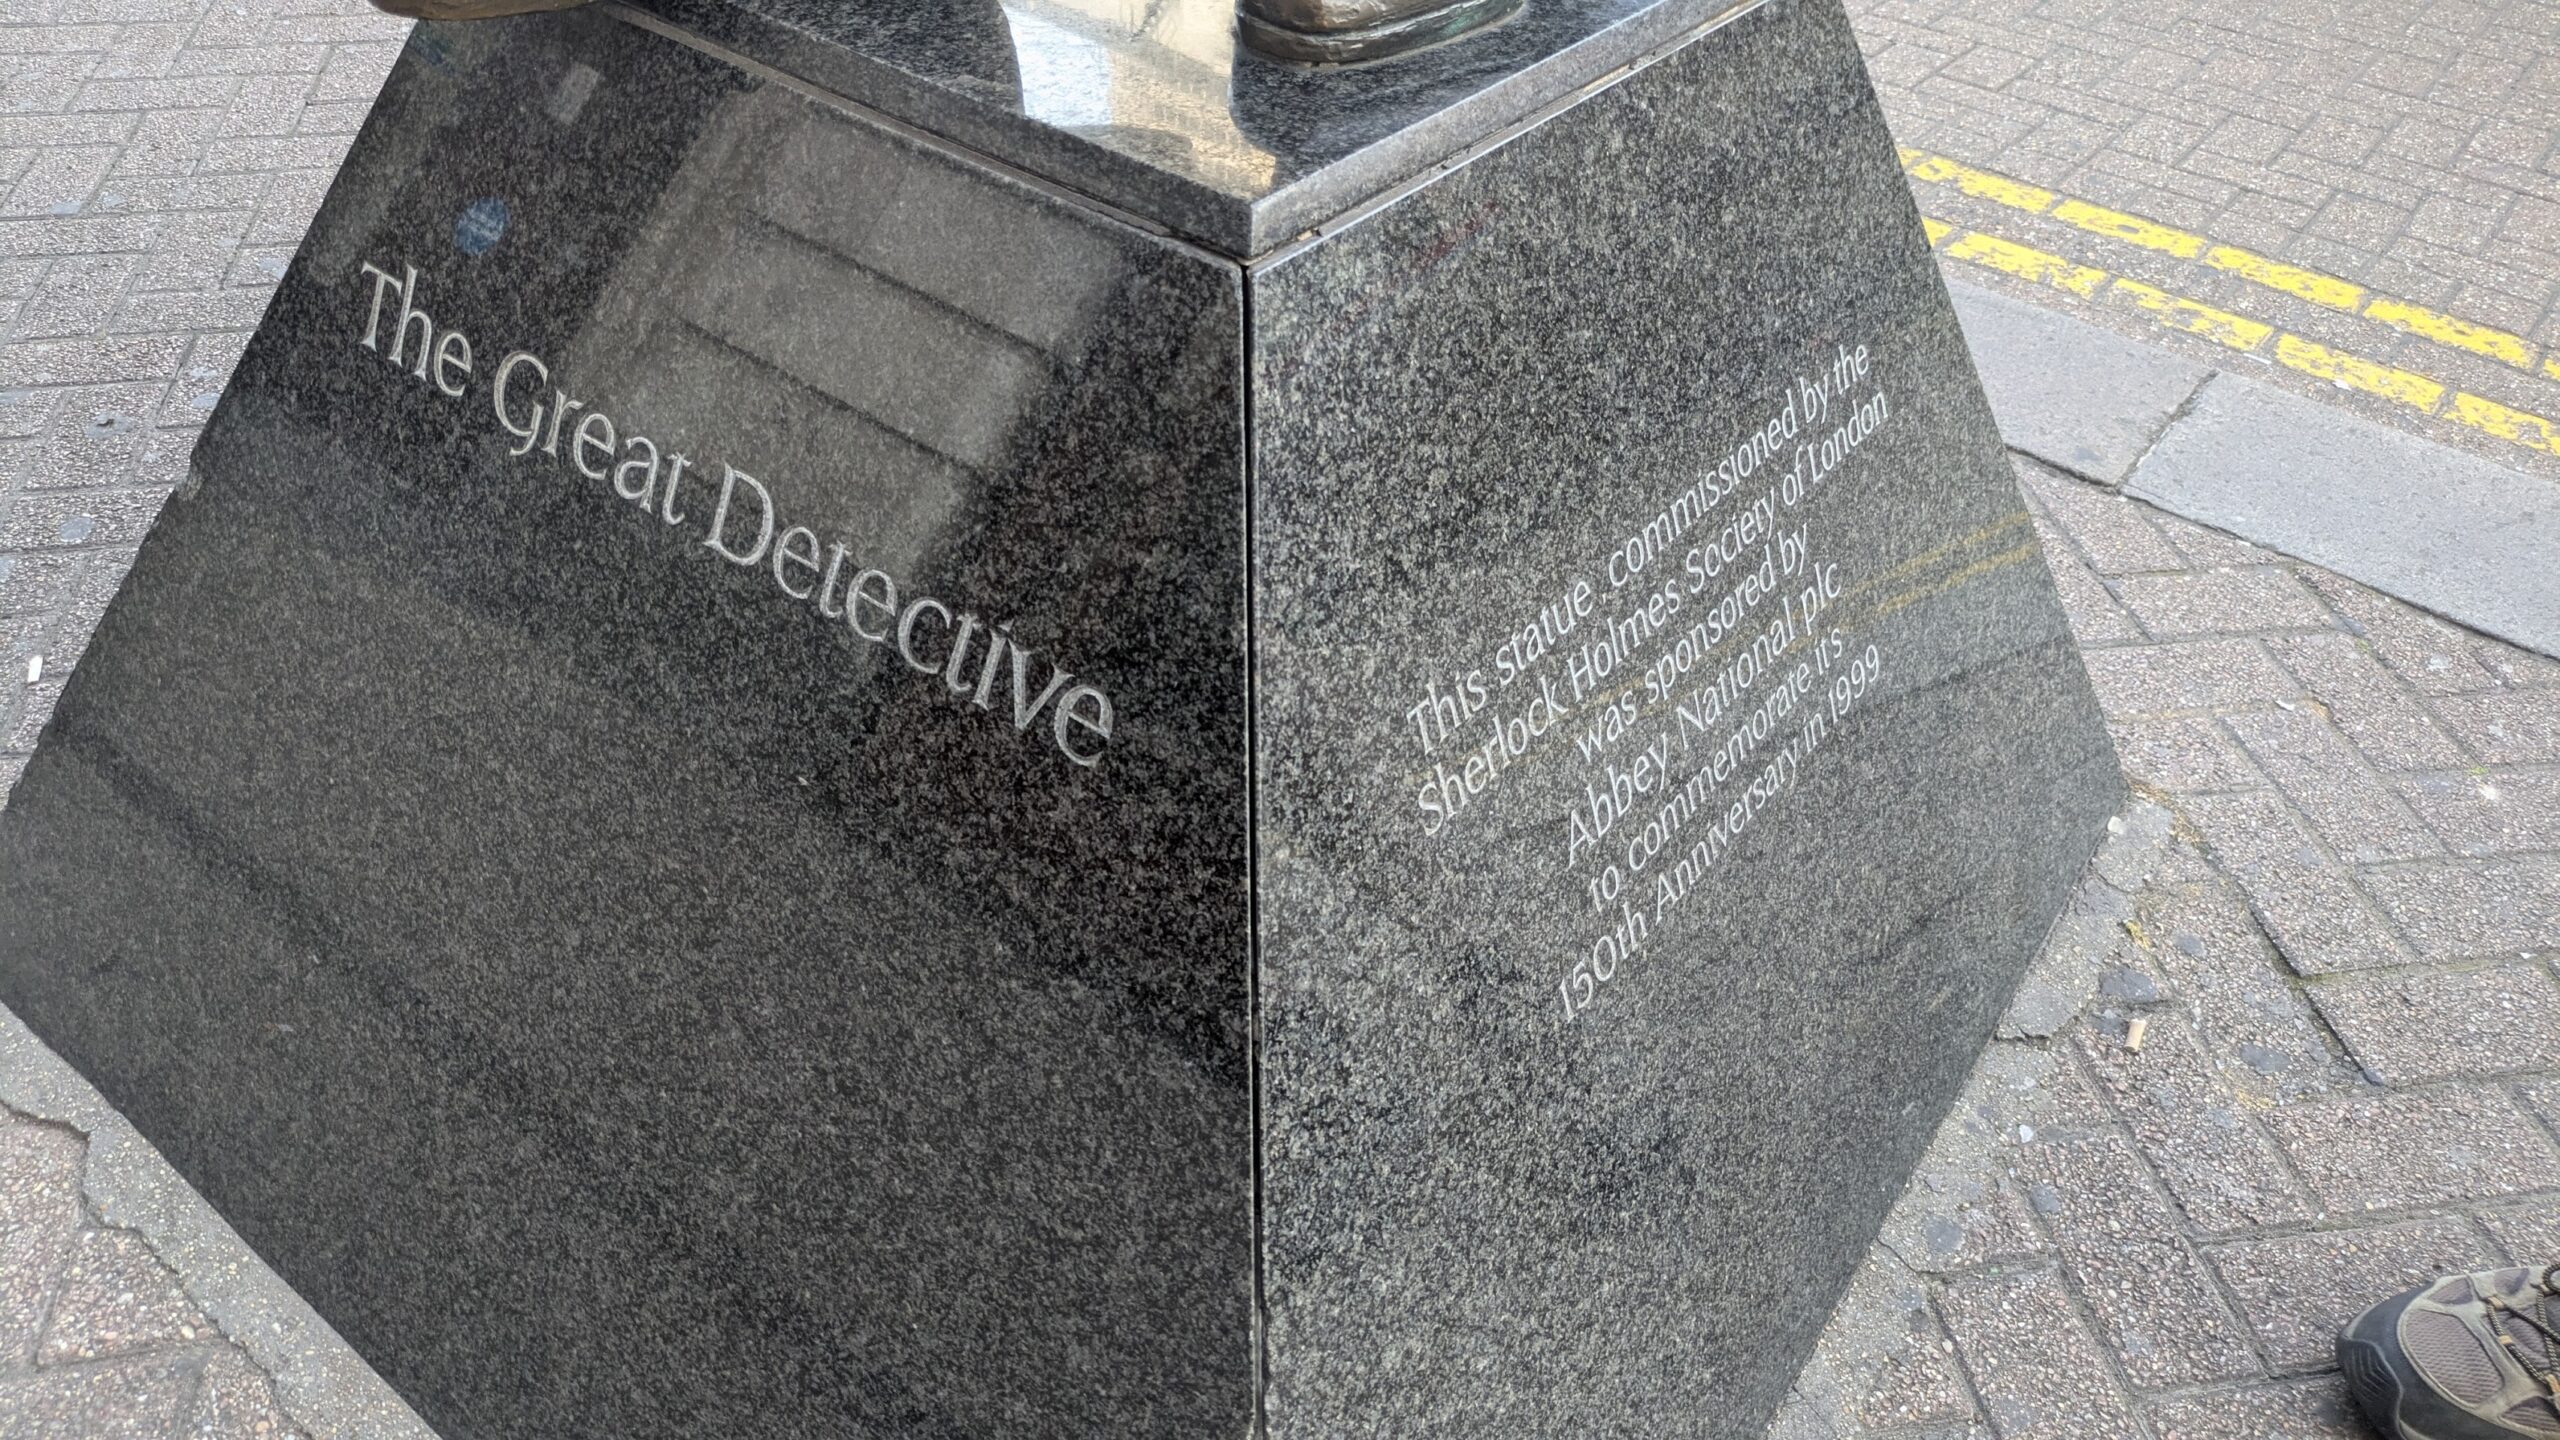 The Great Detective
This statue commissioned by the
Sherlock Holmes Society of London
was sponsored by
Abbey National plc
to commemorate it's
150th Anniversary in 1999